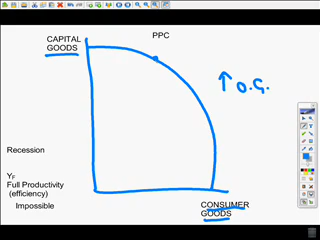 CAPITAL
GOODS
PPC
↑ O.G.
Recession
YF
Full Productivity
(efficiency)
Impossible
CONSUMER
GOODS